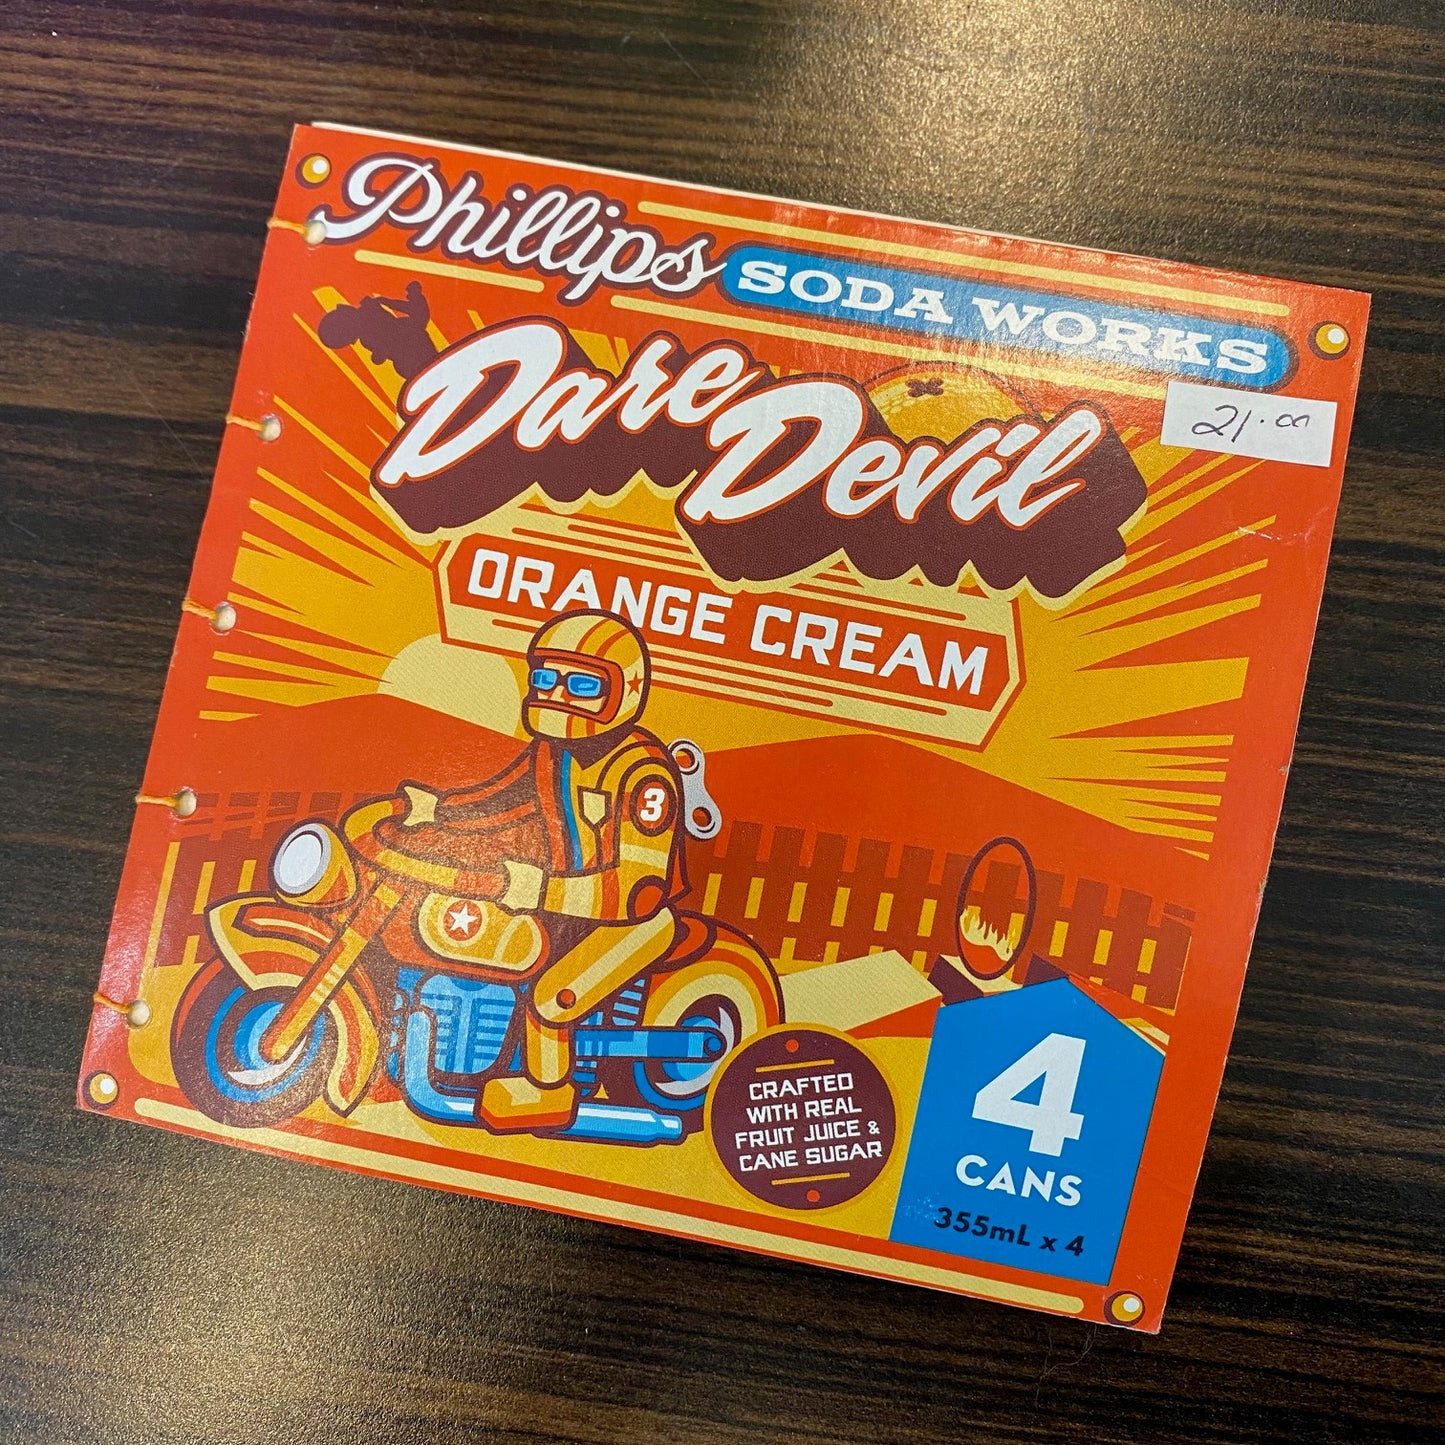 Phillips SODA WORKS
21.00
Dare Devil
ORANGE CREAM
3
CRAFTED
WITH REAL
FRUIT JUICE &
CANE SUGAR
4
CANS
355mL x 4